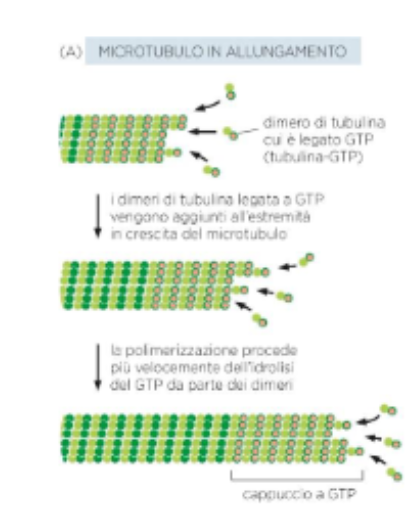 (A) MICROTUBULO IN ALLUNGAMENTO
dimero di tubulina
cui è legato GTP
(tubulina-GTP)
i dimeri di tubulina legata a GTP
vengono aggiunti all'estremità
in crescita del microtubulo
la polimerizzazione procede
più velocemente dell'idrolisi
del GTP da parte dei dimeri
cappuccio a GTP